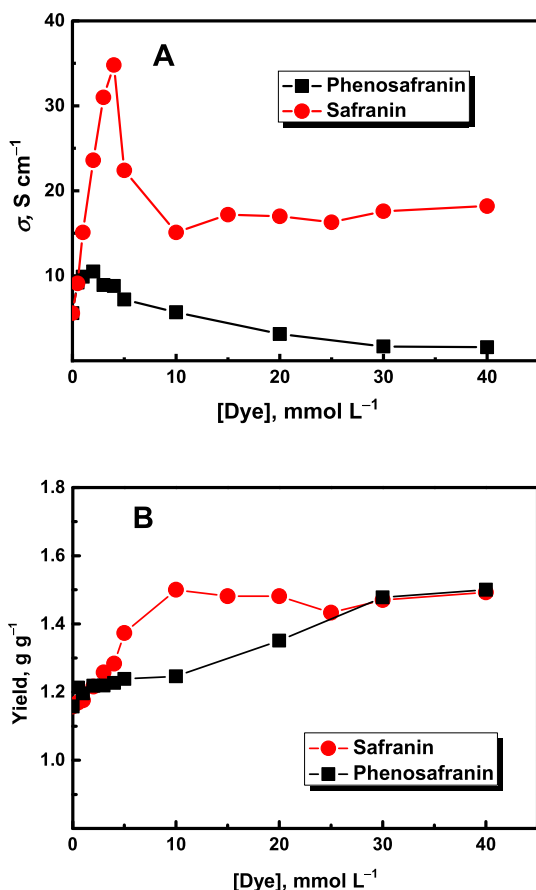 A
40
30
20
10
σ, S cm⁻¹
Phenosafranin
Safranin
0 10 20 30 40
[Dye], mmol L⁻¹
B
1.8
1.6
1.4
1.2
1.0
Yield, g g⁻¹
Safranin
Phenosafranin
0 10 20 30 40
[Dye], mmol L⁻¹